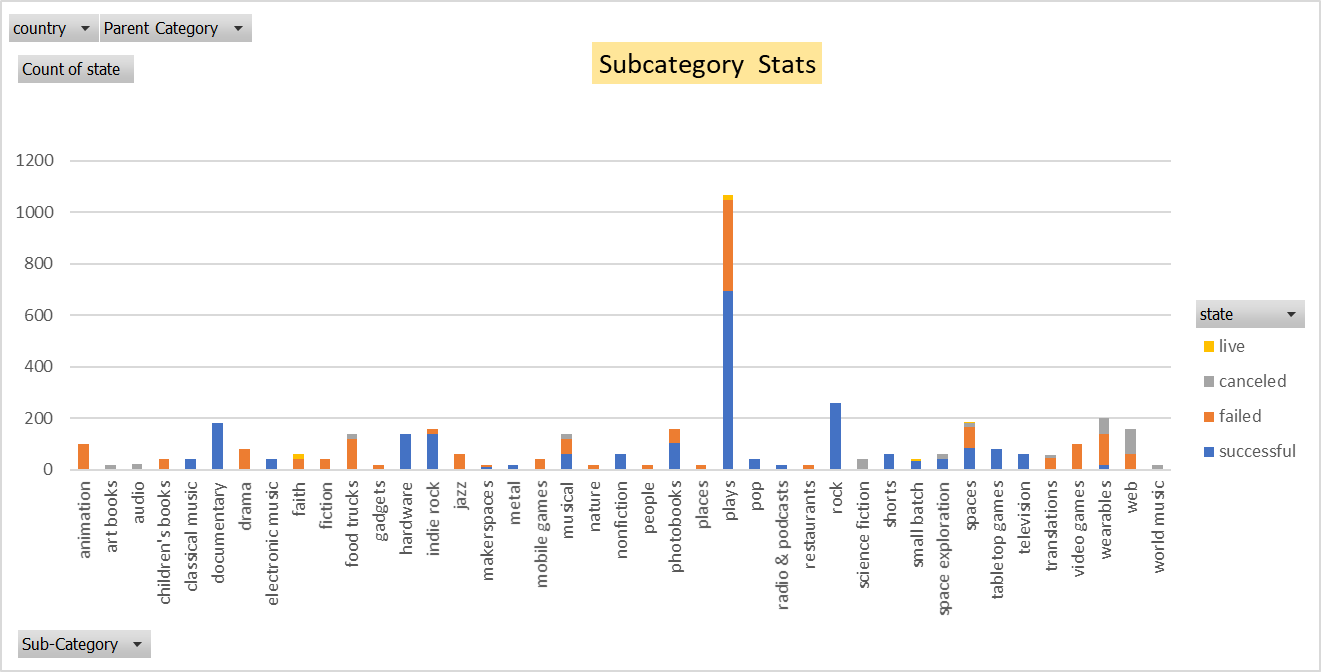 country
Parent Category
Count of state
Subcategory Stats
1200
1000
800
600
400
200
0
animation
art books
audio
children's books
classical music
documentary
drama
electronic music
faith
fiction
food trucks
gadgets
hardware
indie rock
jazz
makerspaces
metal
mobile games
musical
nature
nonfiction
people
photobooks
places
plays
pop
radio & podcasts
restaurants
rock
science fiction
shorts
small batch
space exploration
spaces
tabletop games
television
translations
video games
wearables
web
world music
state
live
canceled
failed
successful
Sub-Category